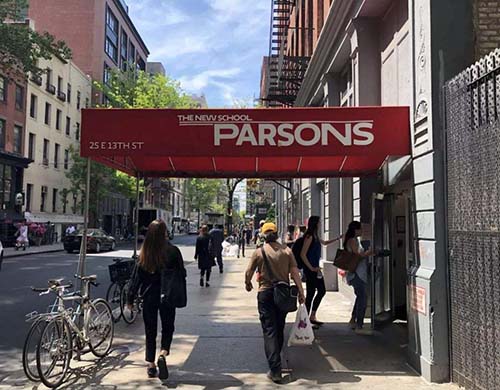 THE NEW SCHOOL
PARSONS
25 E 13TH ST